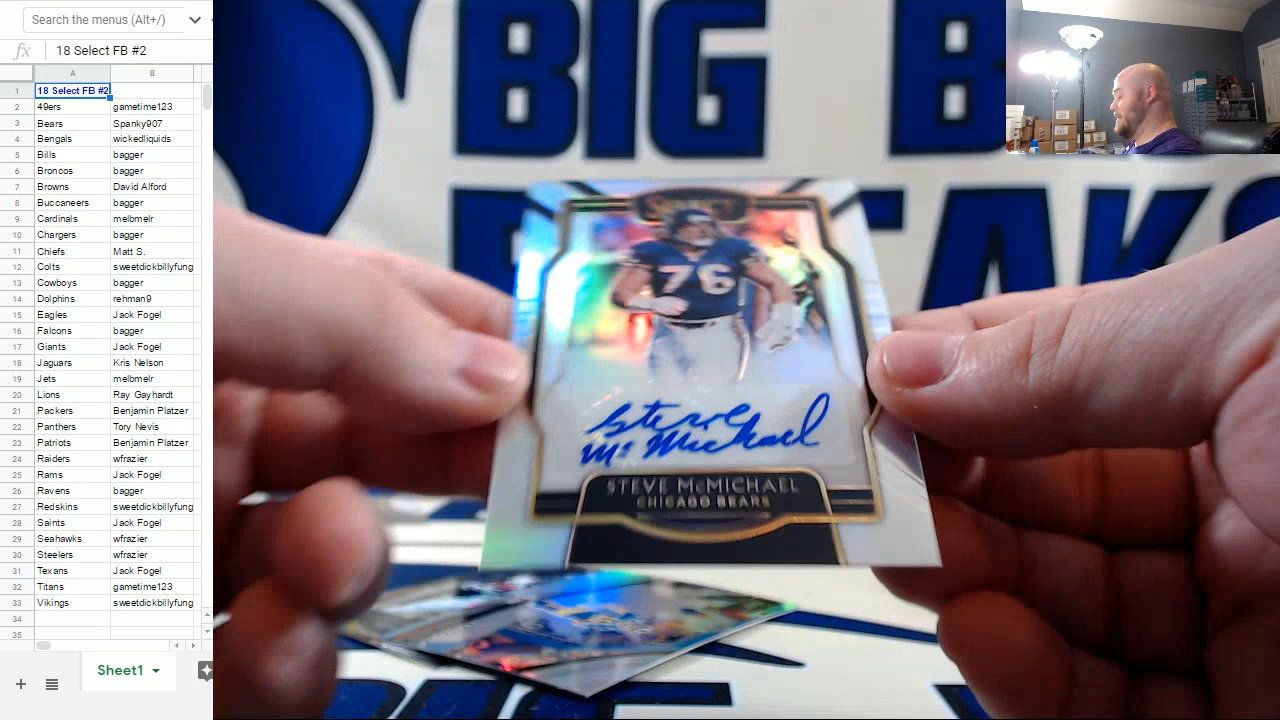 Search the menus (Alt+/)
fx 18 Select FB #2
A B
1 18 Select FB #2
2 49ers gametime123
3 Bears Spanky907
4 Bengals wickedliquids
5 Bills bagger
6 Broncos bagger
7 Browns David Alford
8 Buccaneers bagger
9 Cardinals melbmelr
10 Chargers bagger
11 Chiefs Matt S.
12 Colts sweetdickbillyfung
13 Cowboys bagger
14 Dolphins rehman9
15 Eagles Jack Fogel
16 Falcons bagger
17 Giants Jack Fogel
18 Jaguars Kris Nelson
19 Jets melbmelr
20 Lions Ray Gayhardt
21 Packers Benjamin Platzer
22 Panthers Tory Nevis
23 Patriots Benjamin Platzer
24 Raiders wfrazier
25 Rams Jack Fogel
26 Ravens bagger
27 Redskins sweetdickbillyfung
28 Saints Jack Fogel
29 Seahawks wfrazier
30 Steelers wfrazier
31 Texans Jack Fogel
32 Titans gametime123
33 Vikings sweetdickbillyfung
34
35
Sheet1
BIG B
SELECT
76
Steve
McMichael
STEVE McMICHAEL
CHICAGO BEARS